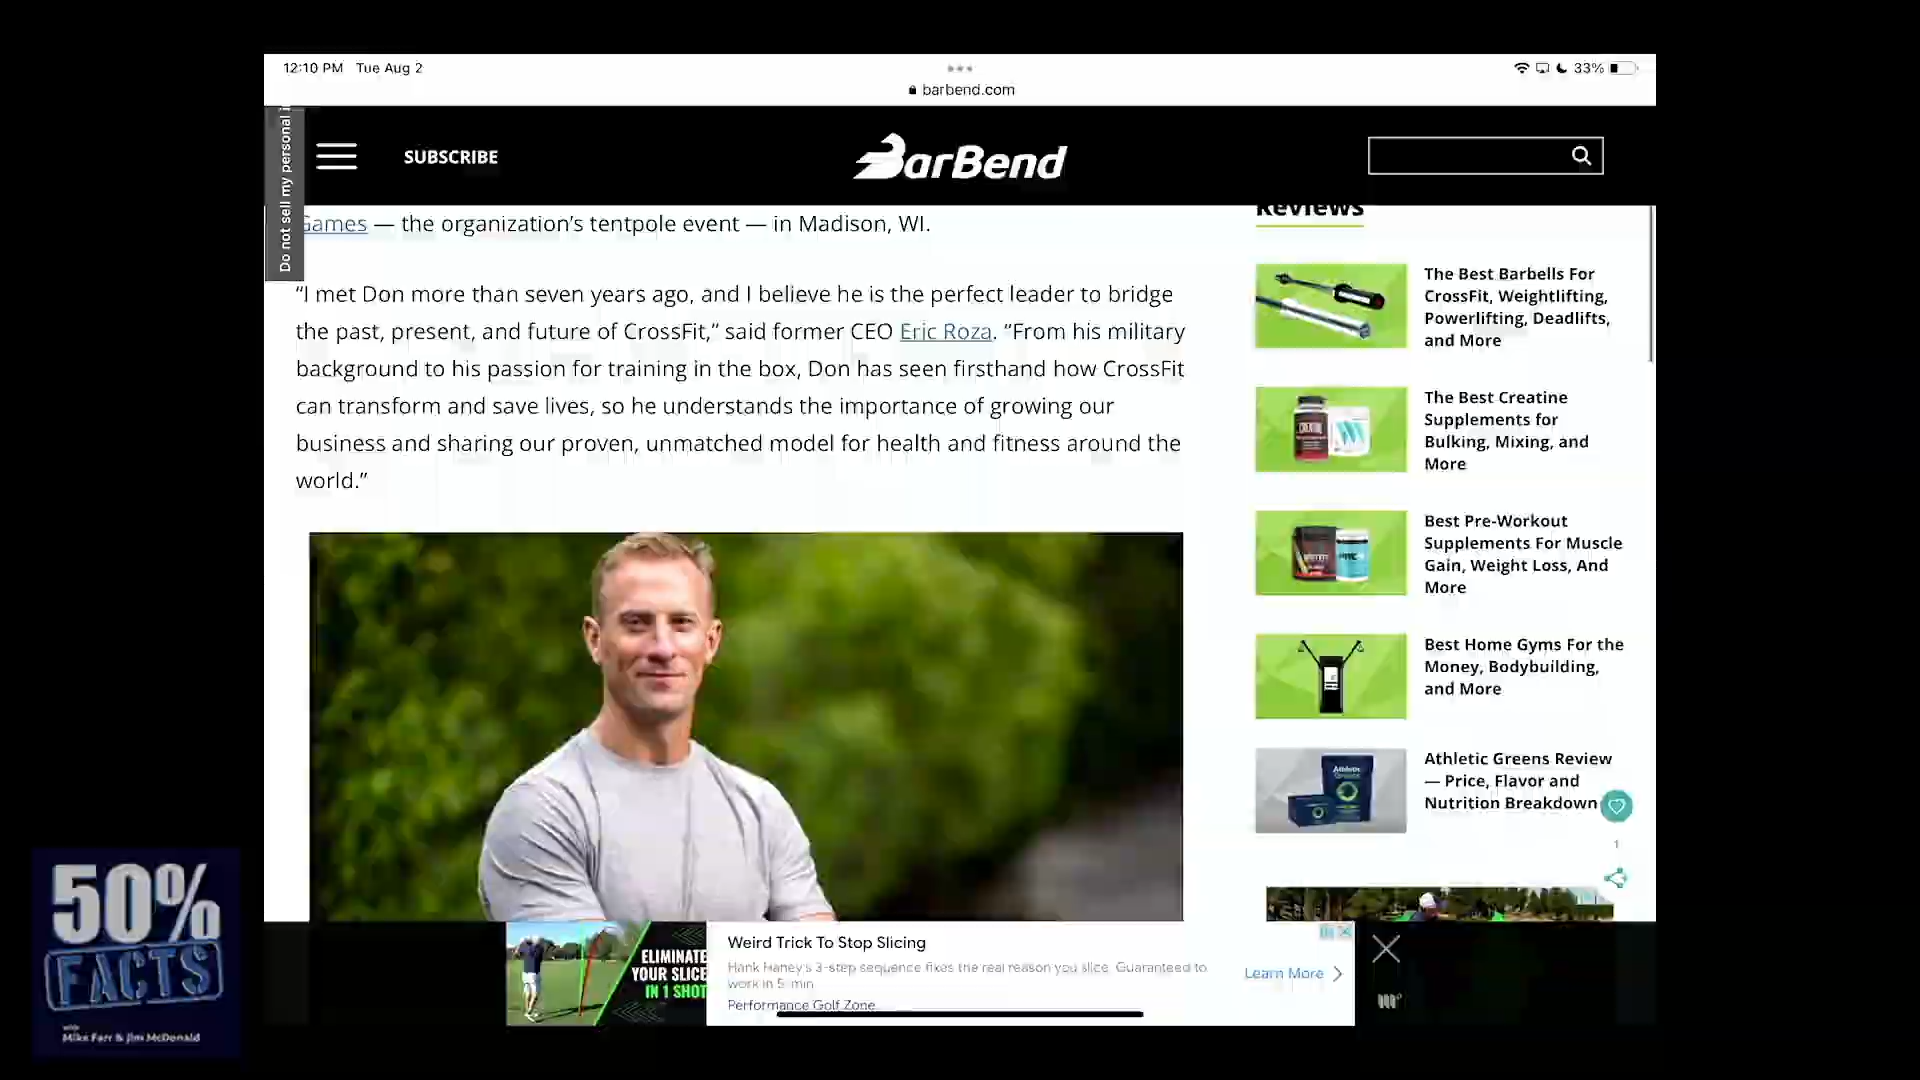 12:10 PM Tue Aug 2
33%
barbend.com
Do not sell my personal
SUBSCRIBE
BarBend
Games — the organization's tentpole event — in Madison, WI.
“I met Don more than seven years ago, and I believe he is the perfect leader to bridge
the past, present, and future of CrossFit,” said former CEO Eric Roza. “From his military
background to his passion for training in the box, Don has seen firsthand how CrossFit
can transform and save lives, so he understands the importance of growing our
business and sharing our proven, unmatched model for health and fitness around the
world.”
Reviews
The Best Barbells For
CrossFit, Weightlifting,
Powerlifting, Deadlifts,
and More
The Best Creatine
Supplements for
Bulking, Mixing, and
More
CREATINE
Best Pre-Workout
Supplements For Muscle
Gain, Weight Loss, And
More
Best Home Gyms For the
Money, Bodybuilding,
and More
Athletic Greens Review
— Price, Flavor and
Nutrition Breakdown
Athletic
Greens
1
ELIMINATE
YOUR SLICE
IN 1 SHOT
Weird Trick To Stop Slicing
Hank Haney's 3-step sequence fixes the real reason you slice. Guaranteed to
work in 5 min
Performance Golf Zone
Learn More
50%
FACTS
with
Mike Farr & Jim McDonald